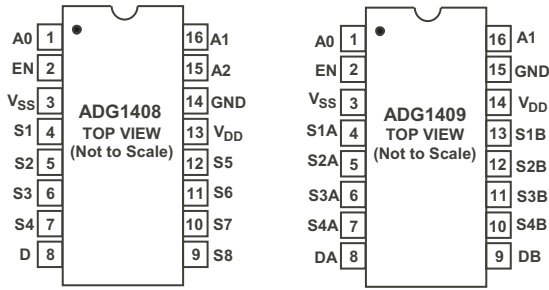 A0 1 16 A1
EN 2 15 A2
VSS 3 14 GND
S1 4 13 VDD
S2 5 12 S5
S3 6 11 S6
S4 7 10 S7
D 8 9 S8
ADG1408
TOP VIEW
(Not to Scale)
A0 1 16 A1
EN 2 15 GND
VSS 3 14 VDD
S1A 4 13 S1B
S2A 5 12 S2B
S3A 6 11 S3B
S4A 7 10 S4B
DA 8 9 DB
ADG1409
TOP VIEW
(Not to Scale)